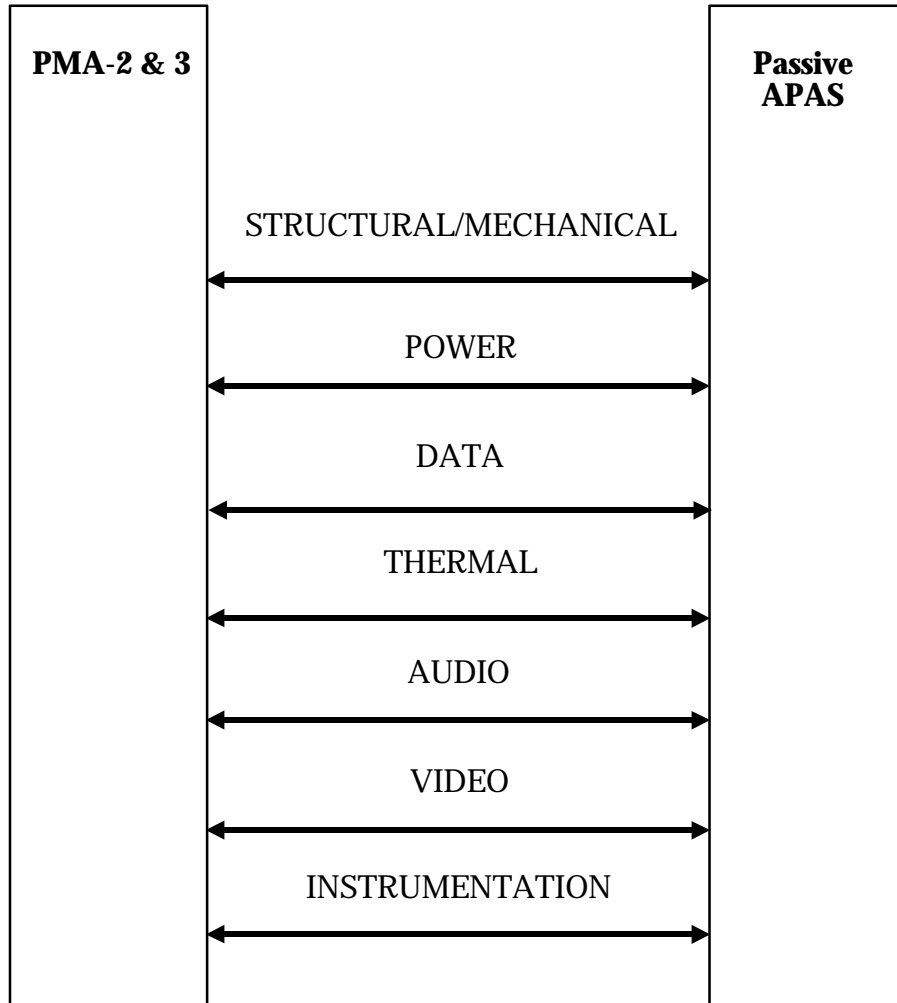 PMA-2 & 3
Passive
APAS
STRUCTURAL/MECHANICAL
POWER
DATA
THERMAL
AUDIO
VIDEO
INSTRUMENTATION